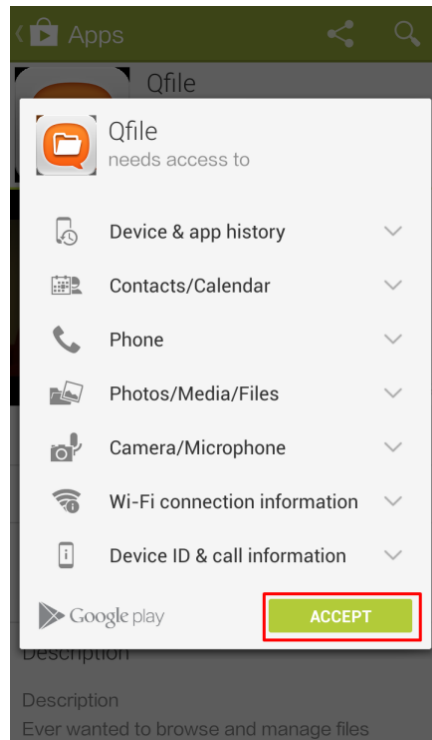 Apps
Qfile
Qfile
needs access to
Device & app history
Contacts/Calendar
Phone
Photos/Media/Files
Camera/Microphone
Wi-Fi connection information
Device ID & call information
Google play
ACCEPT
Description
Description
Ever wanted to browse and manage files